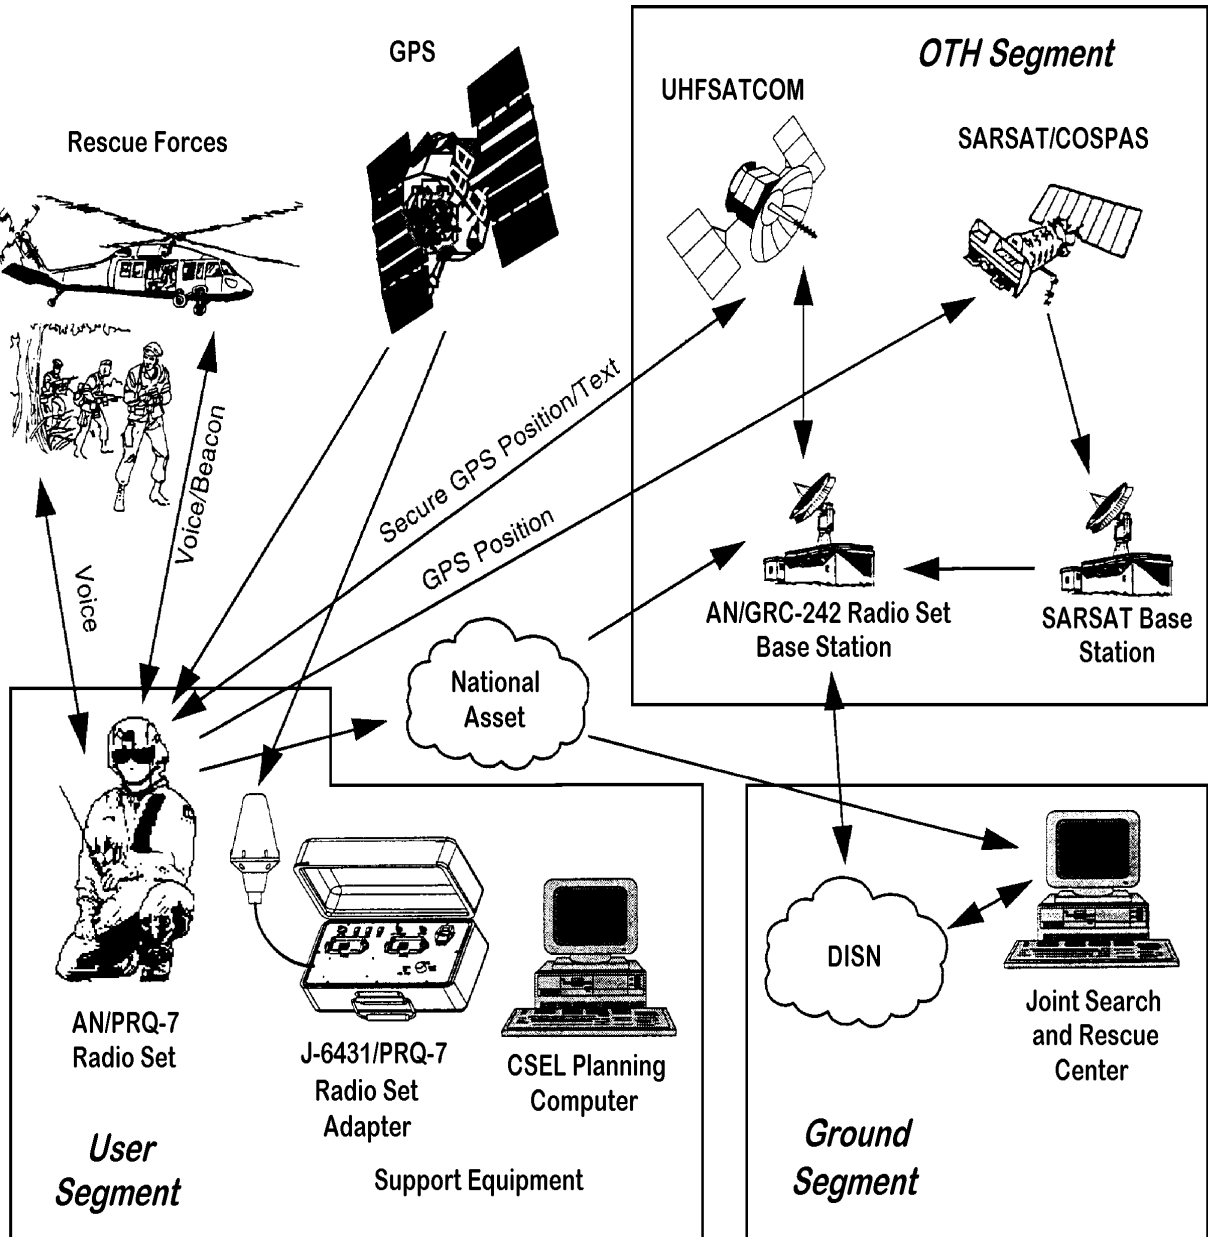 OTH Segment
GPS
UHFSATCOM
SARSAT/COSPAS
Rescue Forces
Secure GPS Position/Text
Voice/Beacon
GPS Position
Voice
AN/GRC-242 Radio Set
Base Station
SARSAT Base
Station
National
Asset
DISN
Joint Search
and Rescue
Center
AN/PRQ-7
Radio Set
J-6431/PRQ-7
Radio Set
Adapter
CSEL Planning
Computer
User
Segment
Support Equipment
Ground
Segment